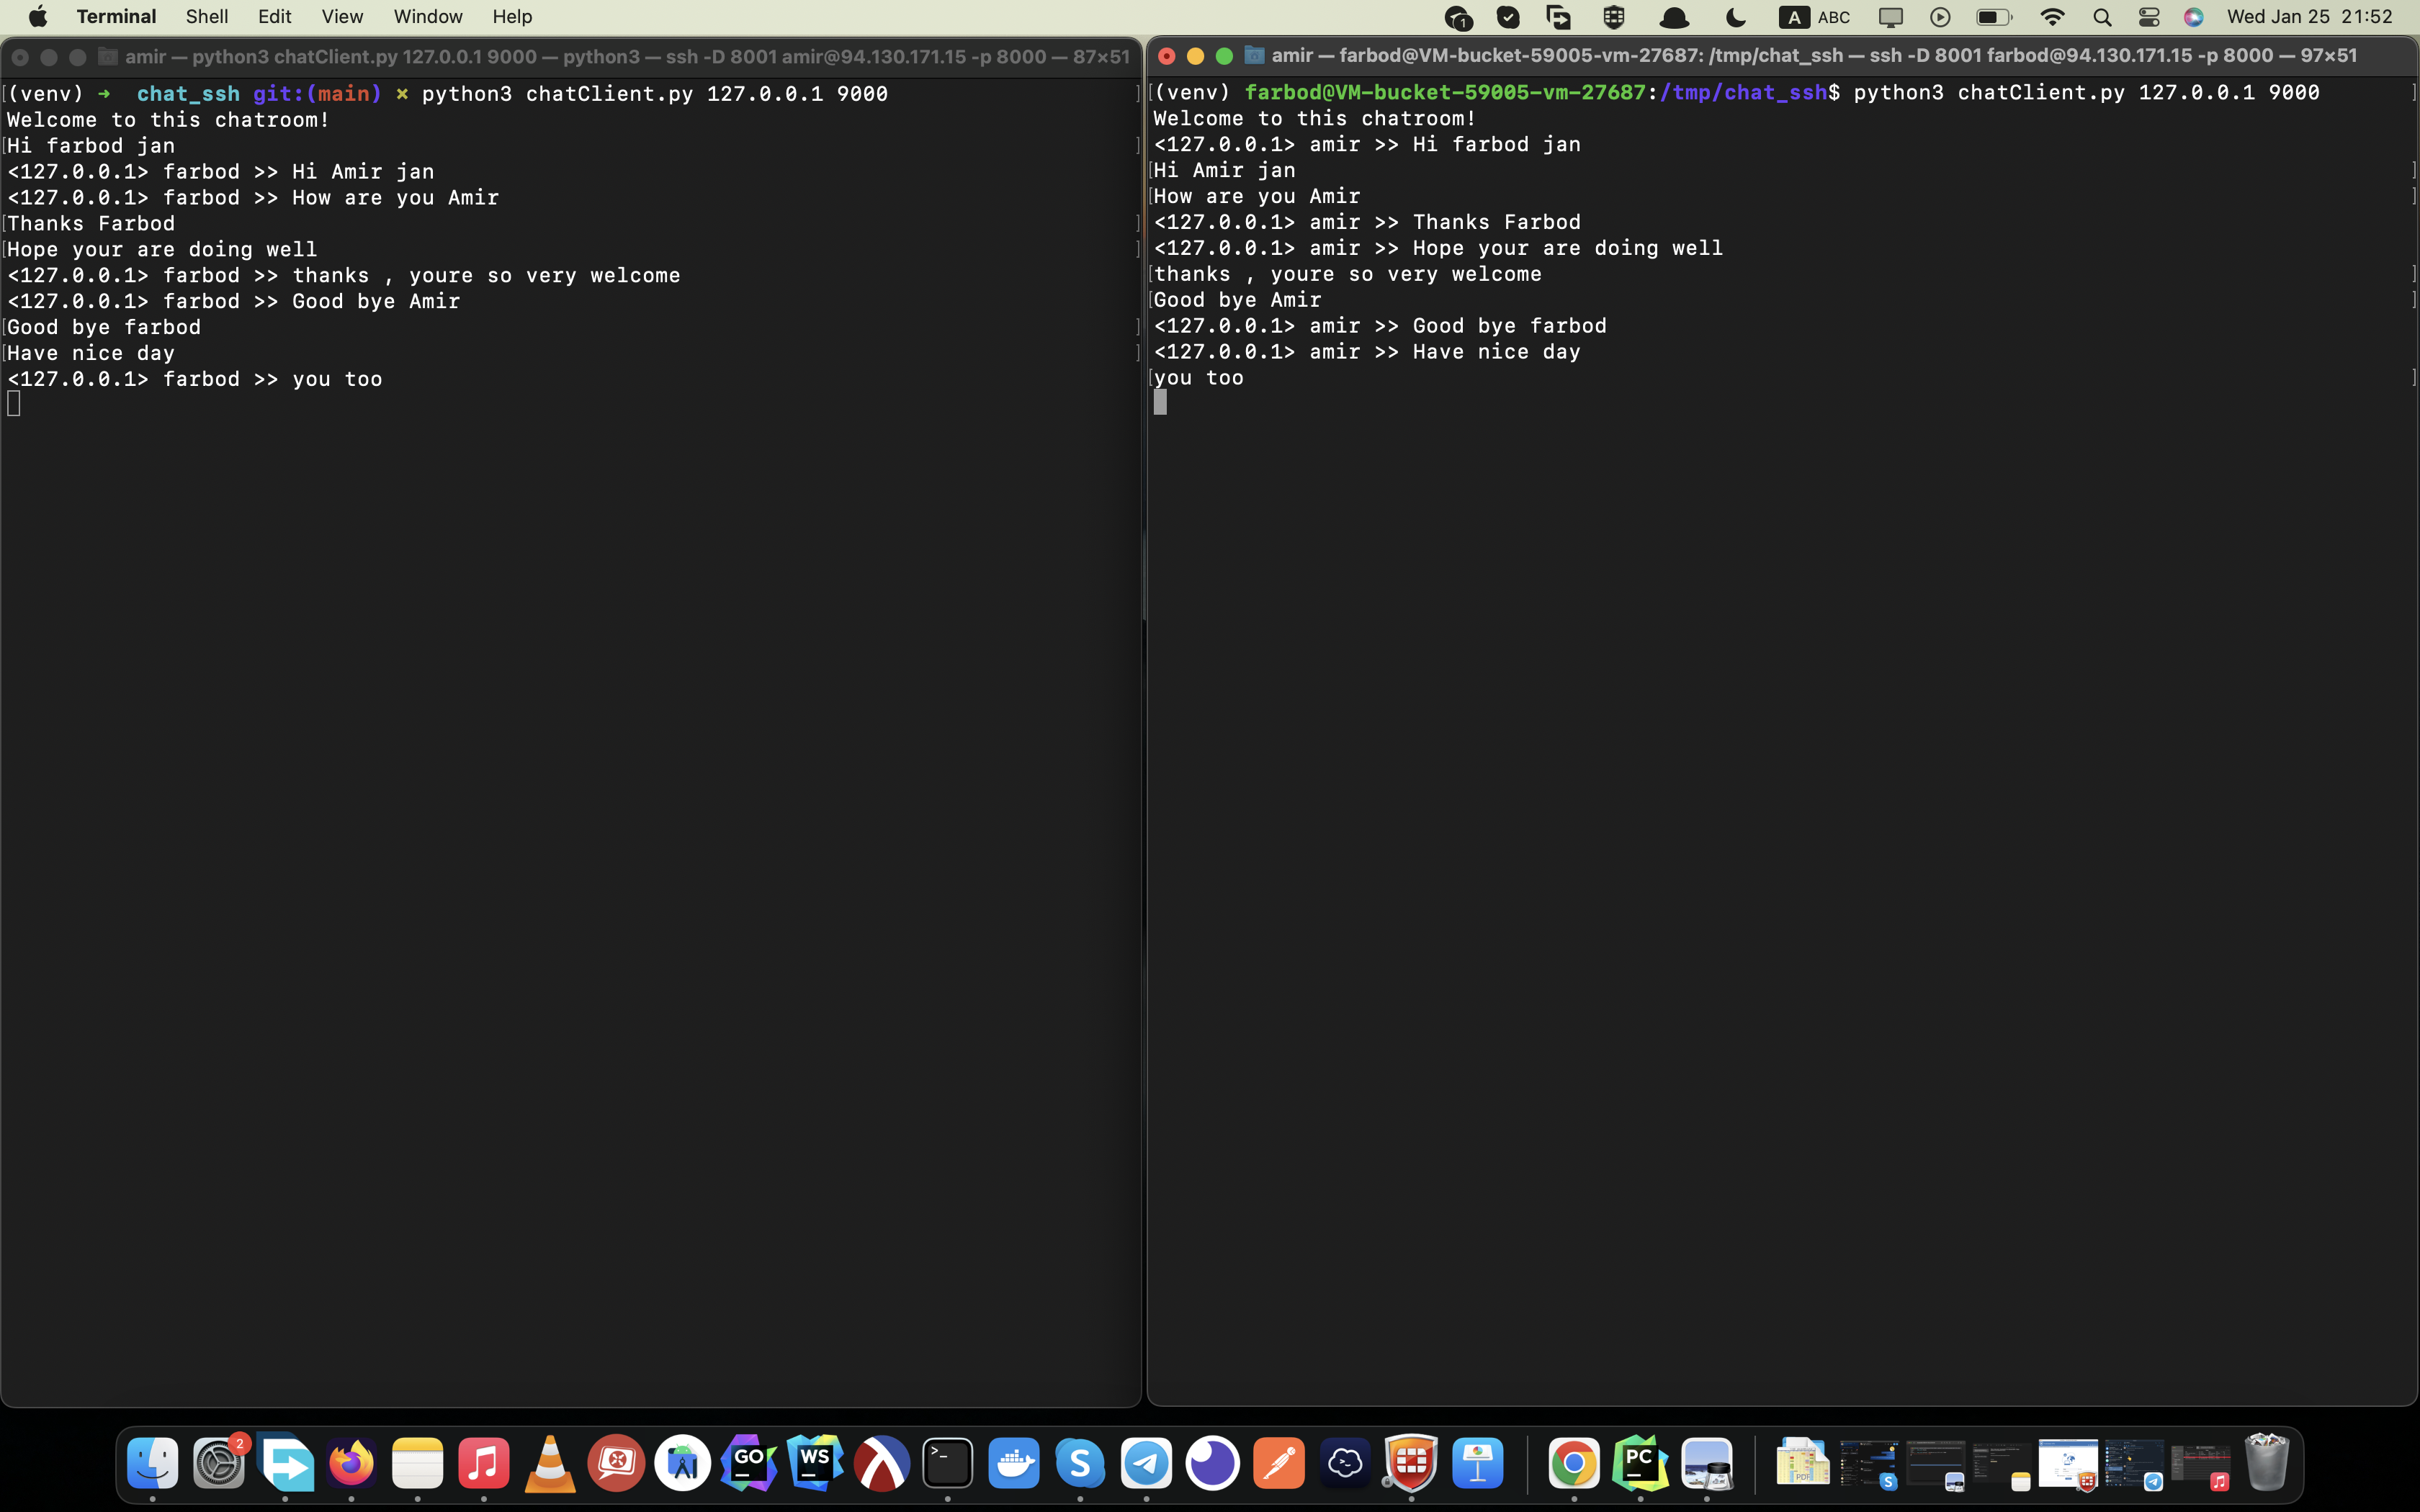 Terminal Shell Edit View Window Help
1 A ABC Wed Jan 25 21:52
amir — python3 chatClient.py 127.0.0.1 9000 — python3 — ssh -D 8001 amir@94.130.171.15 -p 8000 — 87×51
(venv) ➜ chat_ssh git:(main) ✗ python3 chatClient.py 127.0.0.1 9000
Welcome to this chatroom!
Hi farbod jan
<127.0.0.1> farbod >> Hi Amir jan
<127.0.0.1> farbod >> How are you Amir
Thanks Farbod
Hope your are doing well
<127.0.0.1> farbod >> thanks , youre so very welcome
<127.0.0.1> farbod >> Good bye Amir
Good bye farbod
Have nice day
<127.0.0.1> farbod >> you too
amir — farbod@VM-bucket-59005-vm-27687: /tmp/chat_ssh — ssh -D 8001 farbod@94.130.171.15 -p 8000 — 97×51
(venv) farbod@VM-bucket-59005-vm-27687:/tmp/chat_ssh$ python3 chatClient.py 127.0.0.1 9000
Welcome to this chatroom!
<127.0.0.1> amir >> Hi farbod jan
Hi Amir jan
How are you Amir
<127.0.0.1> amir >> Thanks Farbod
<127.0.0.1> amir >> Hope your are doing well
thanks , youre so very welcome
Good bye Amir
<127.0.0.1> amir >> Good bye farbod
<127.0.0.1> amir >> Have nice day
you too
2 GO WS >_ S PC PDF